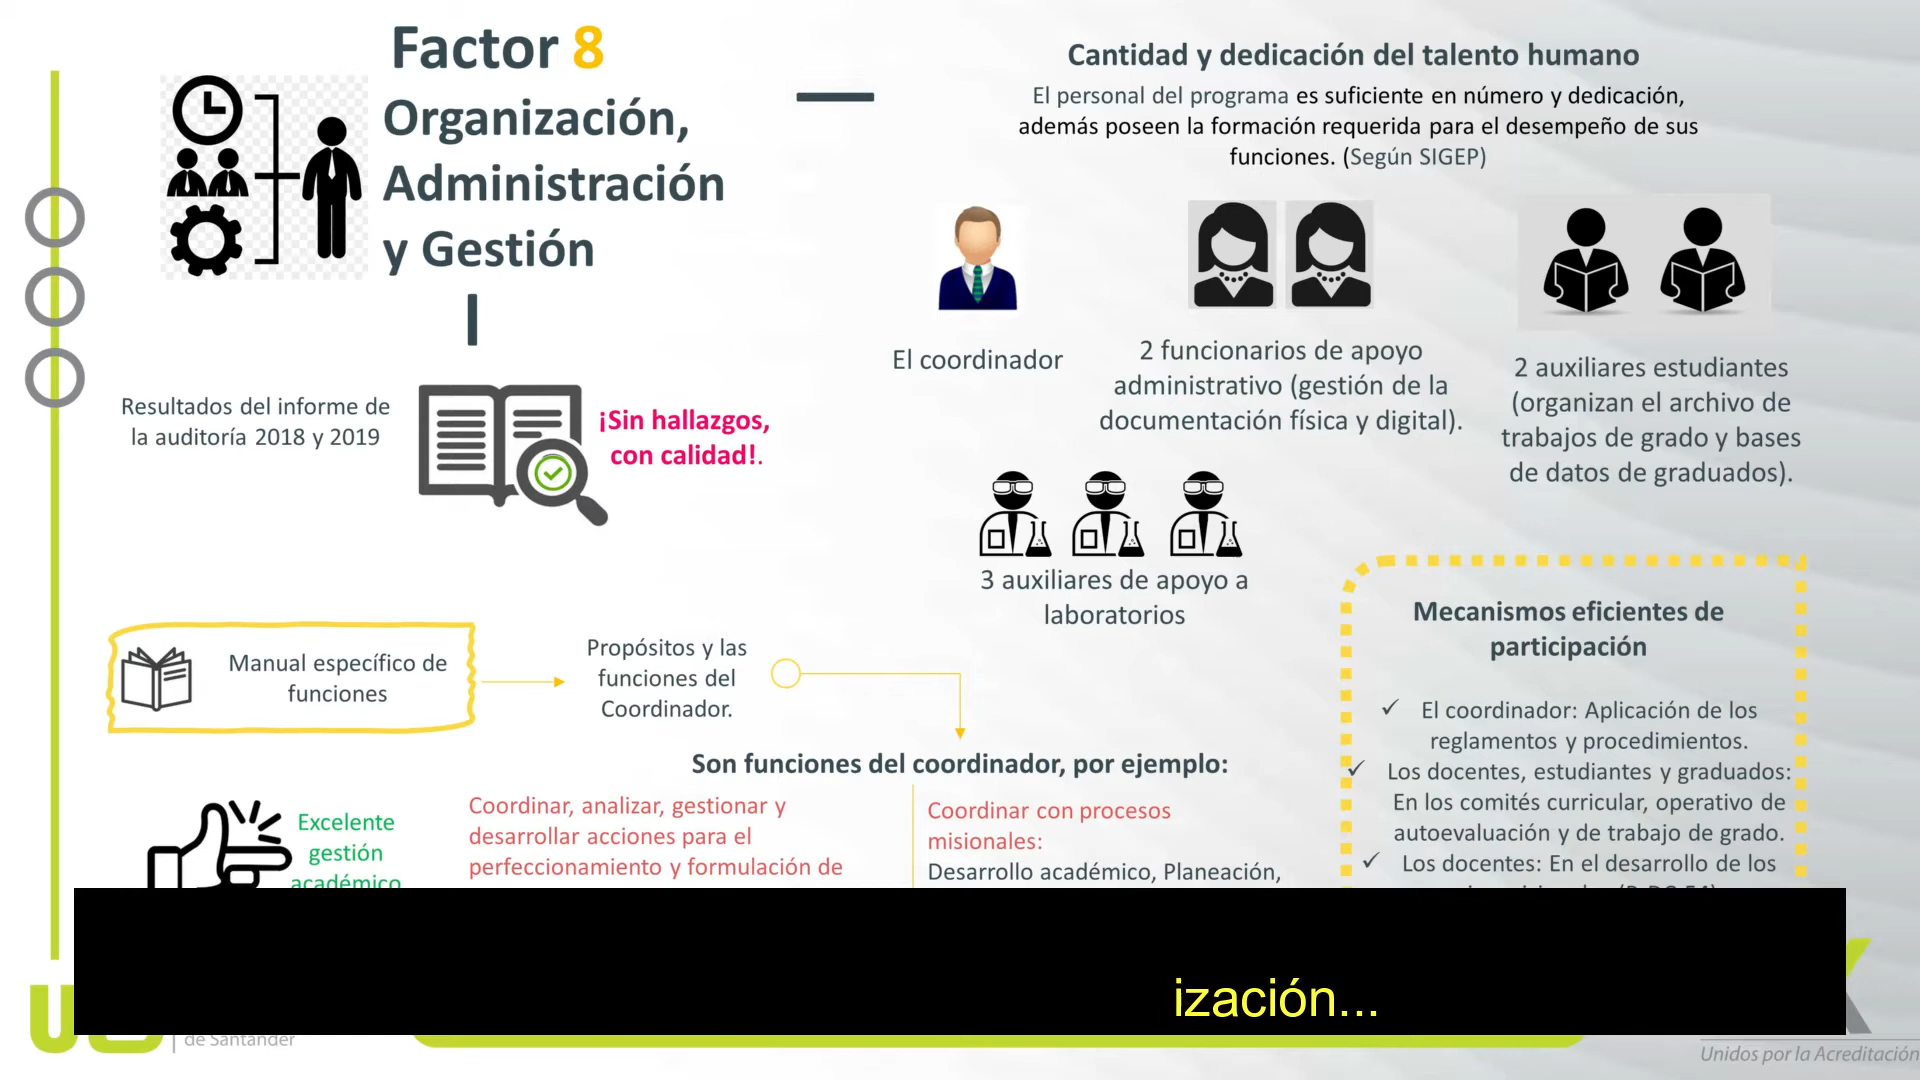 Factor 8
Organización,
Administración
y Gestión
Resultados del informe de
la auditoría 2018 y 2019
¡Sin hallazgos,
con calidad!.
Cantidad y dedicación del talento humano
El personal del programa es suficiente en número y dedicación,
además poseen la formación requerida para el desempeño de sus
funciones. (Según SIGEP)
El coordinador
2 funcionarios de apoyo
administrativo (gestión de la
documentación física y digital).
2 auxiliares estudiantes
(organizan el archivo de
trabajos de grado y bases
de datos de graduados).
3 auxiliares de apoyo a
laboratorios
Manual específico de
funciones
Propósitos y las
funciones del
Coordinador.
Son funciones del coordinador, por ejemplo:
Excelente
gestión
académico
Coordinar, analizar, gestionar y
desarrollar acciones para el
perfeccionamiento y formulación de
Coordinar con procesos
misionales:
Desarrollo académico, Planeación,
Mecanismos eficientes de
participación
✓ El coordinador: Aplicación de los
reglamentos y procedimientos.
✓ Los docentes, estudiantes y graduados:
En los comités curricular, operativo de
autoevaluación y de trabajo de grado.
✓ Los docentes: En el desarrollo de los
ización...
de Santander
Unidos por la Acreditación